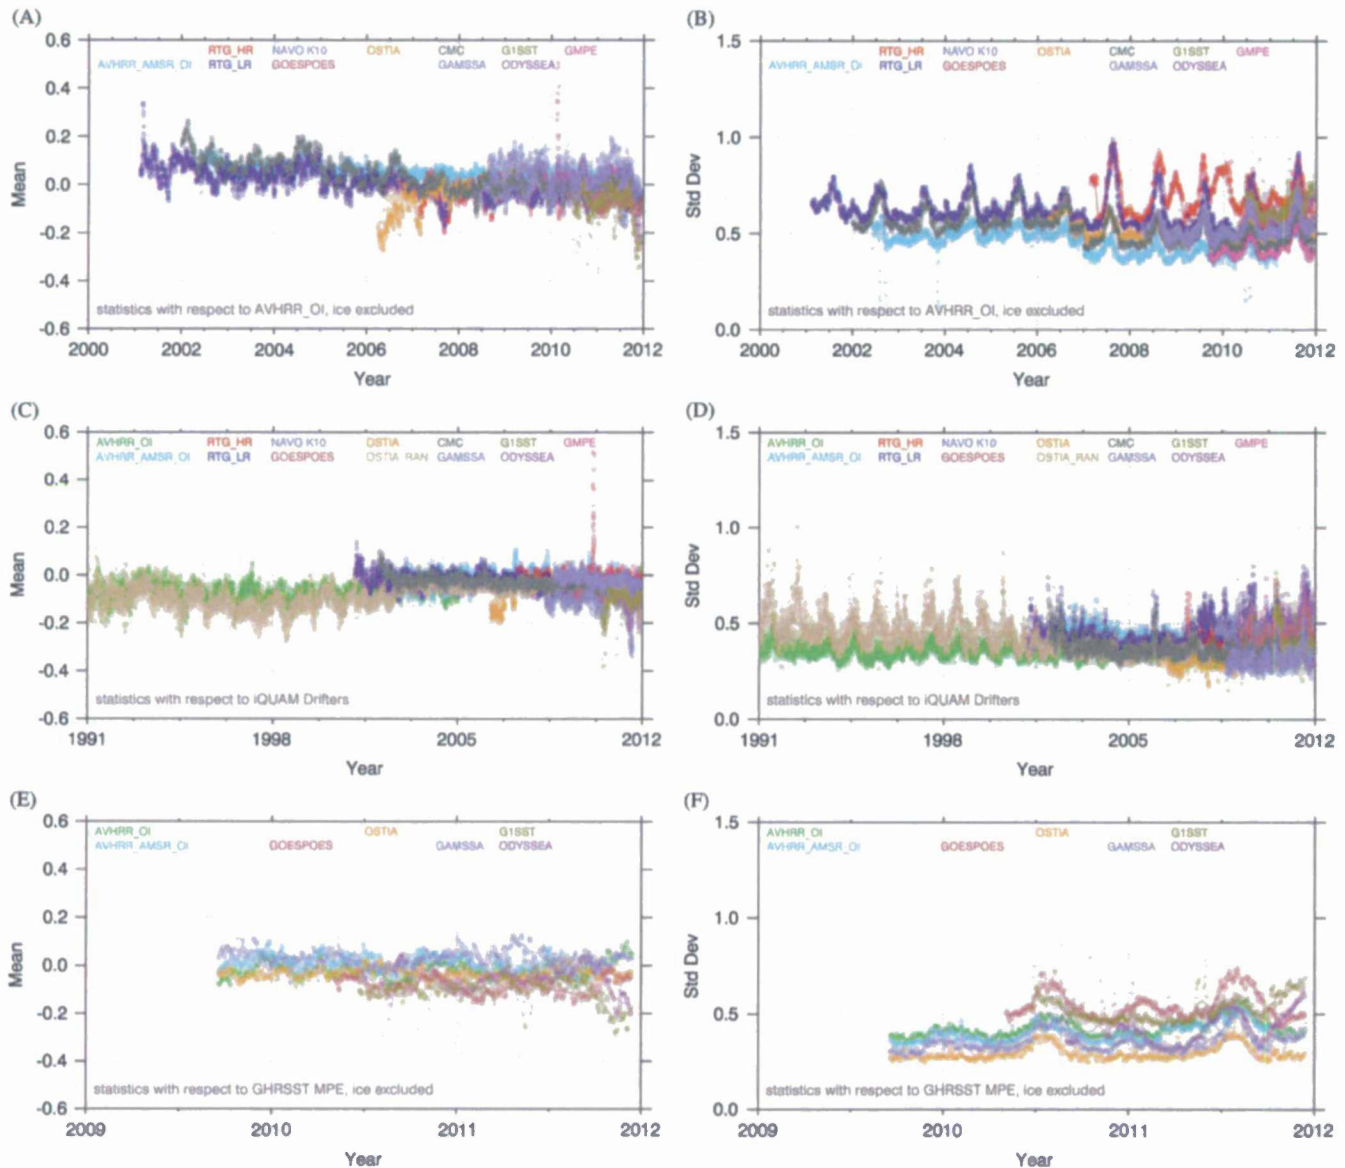 (A)
0.6
0.4
0.2
0.0
-0.2
-0.4
-0.6
Mean
RTG_HR NAVO K10 OSTIA CMC G1SST GMPE
AVHRR_AMSR_OI RTG_LR GOESPOES GAMSSA ODYSSEA
statistics with respect to AVHRR_OI, ice excluded
2000 2002 2004 2006 2008 2010 2012
Year
(B)
1.5
1.0
0.5
0.0
Std Dev
RTG_HR NAVO K10 OSTIA CMC G1SST GMPE
AVHRR_AMSR_OI RTG_LR GOESPOES GAMSSA ODYSSEA
statistics with respect to AVHRR_OI, ice excluded
2000 2002 2004 2006 2008 2010 2012
Year
(C)
0.6
0.4
0.2
0.0
-0.2
-0.4
-0.6
Mean
AVHRR_OI RTG_HR NAVO K10 OSTIA CMC G1SST GMPE
AVHRR_AMSR_OI RTG_LR GOESPOES OSTIA_RAN GAMSSA ODYSSEA
statistics with respect to iQUAM Drifters
1991 1998 2005 2012
Year
(D)
1.5
1.0
0.5
0.0
Std Dev
AVHRR_OI RTG_HR NAVO K10 OSTIA CMC G1SST GMPE
AVHRR_AMSR_OI RTG_LR GOESPOES OSTIA_RAN GAMSSA ODYSSEA
statistics with respect to iQUAM Drifters
1991 1998 2005 2012
Year
(E)
0.6
0.4
0.2
0.0
-0.2
-0.4
-0.6
Mean
AVHRR_OI OSTIA G1SST
AVHRR_AMSR_OI GOESPOES GAMSSA ODYSSEA
statistics with respect to GHRSST MPE, ice excluded
2009 2010 2011 2012
Year
(F)
1.5
1.0
0.5
0.0
Std Dev
AVHRR_OI OSTIA G1SST
AVHRR_AMSR_OI GOESPOES GAMSSA ODYSSEA
statistics with respect to GHRSST MPE, ice excluded
2009 2010 2011 2012
Year